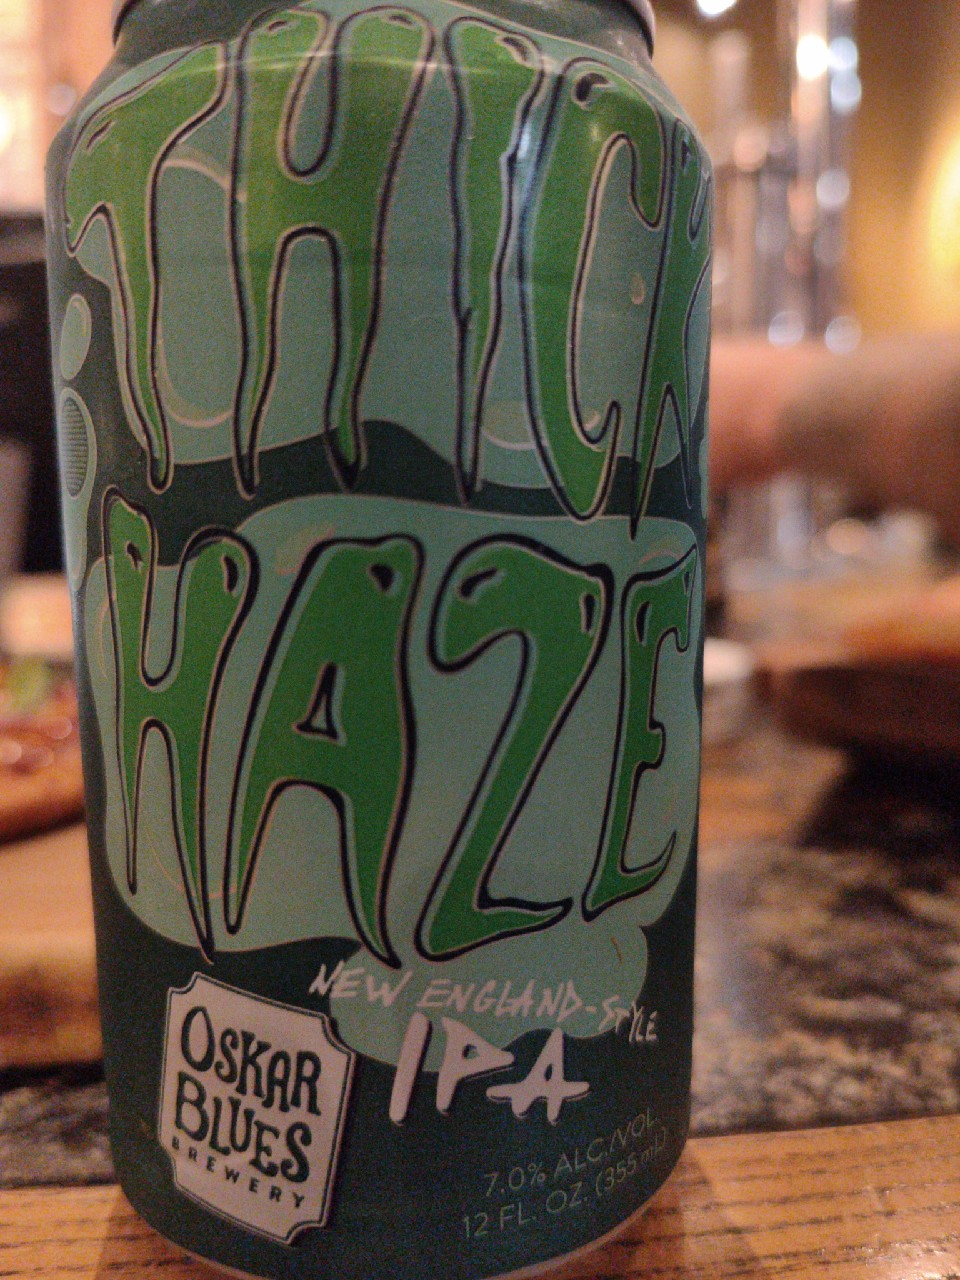 THICK
HAZE
NEW ENGLAND-STYLE
IPA
OSKAR
BLUES
BREWERY
7.0% ALC./VOL.
12 FL. OZ. (355 mL)